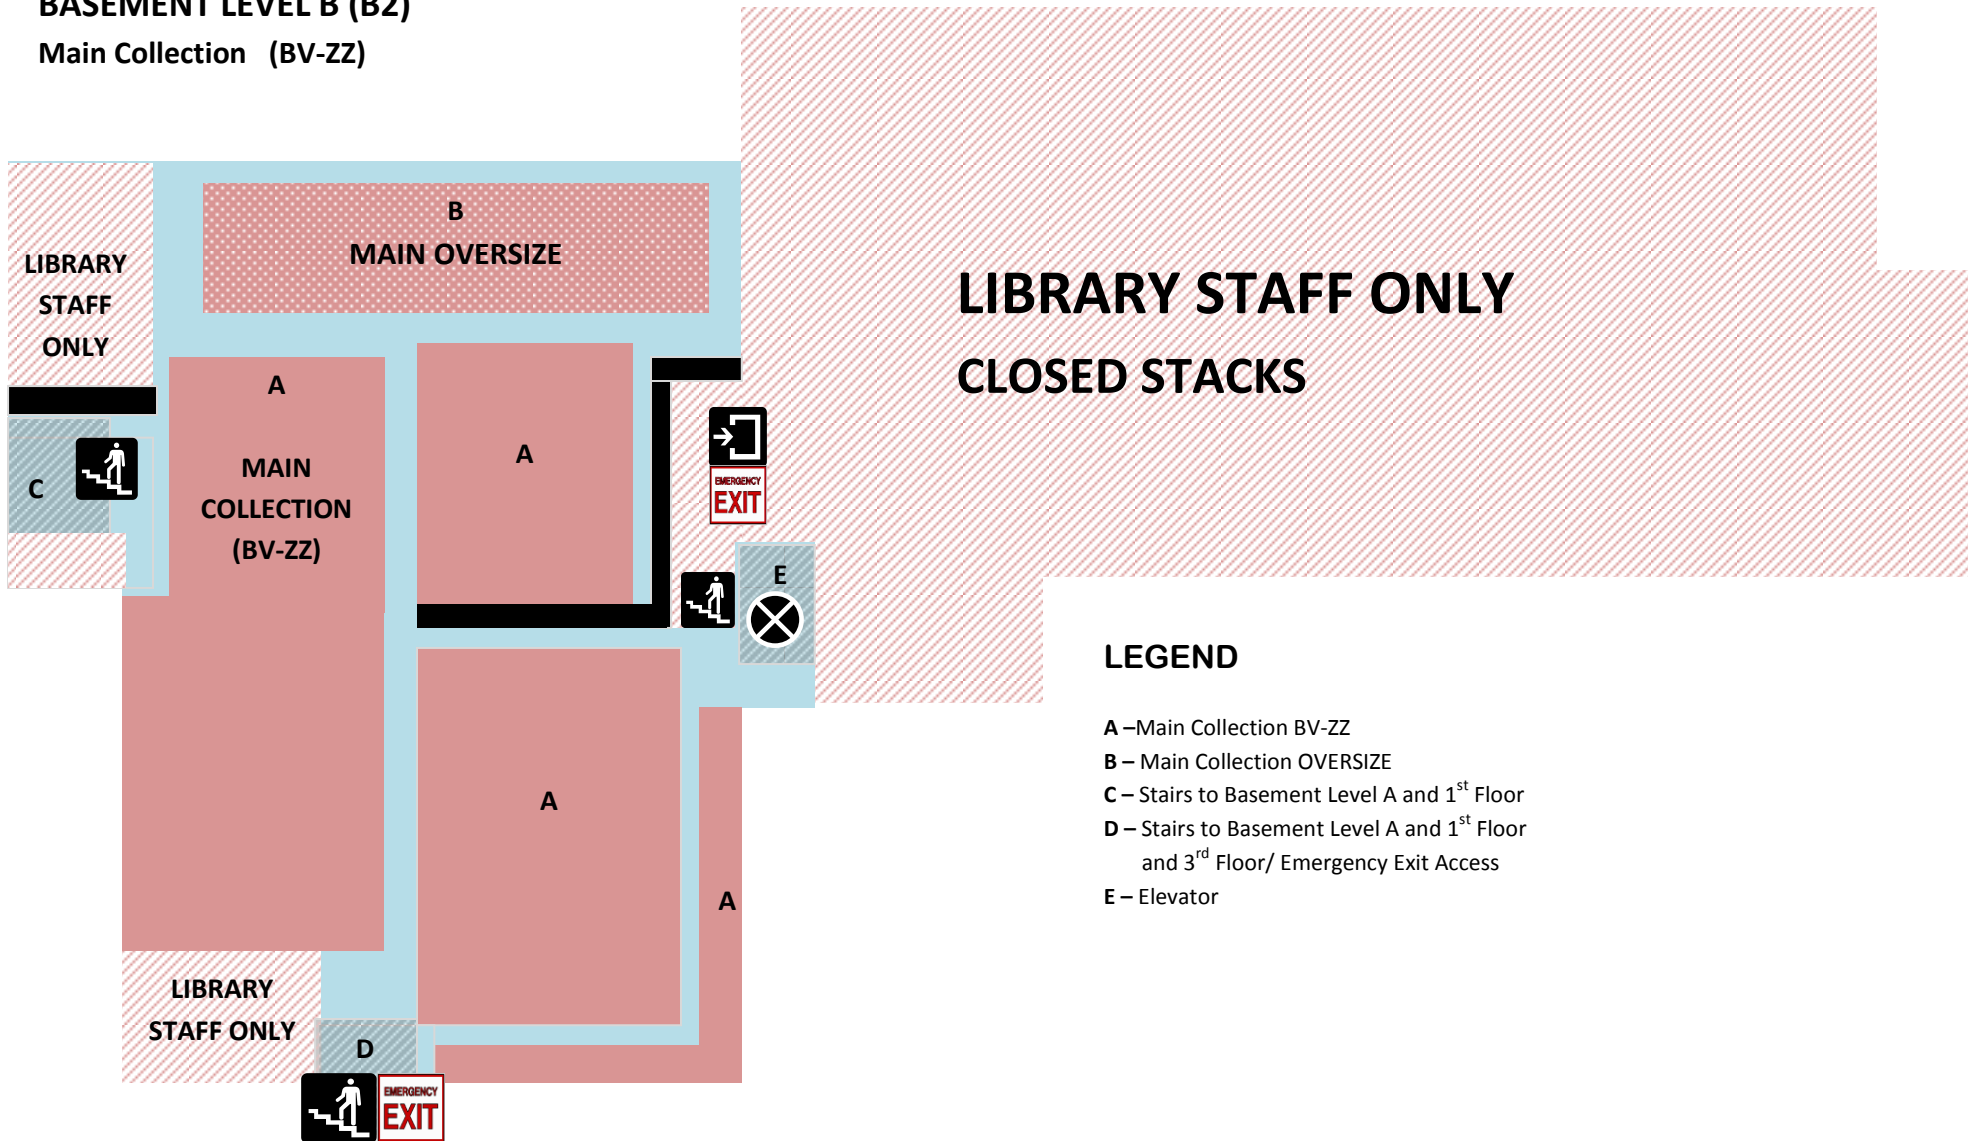 BASEMENT LEVEL B (B2)
Main Collection (BV-ZZ)
B
MAIN OVERSIZE
LIBRARY
STAFF
ONLY
LIBRARY STAFF ONLY
CLOSED STACKS
A
MAIN
COLLECTION
(BV-ZZ)
A
C
EMERGENCY
EXIT
E
A
A
LIBRARY
STAFF ONLY
D
EMERGENCY
EXIT
LEGEND
A –Main Collection BV-ZZ
B – Main Collection OVERSIZE
C – Stairs to Basement Level A and 1st Floor
D – Stairs to Basement Level A and 1st Floor
and 3rd Floor/ Emergency Exit Access
E – Elevator